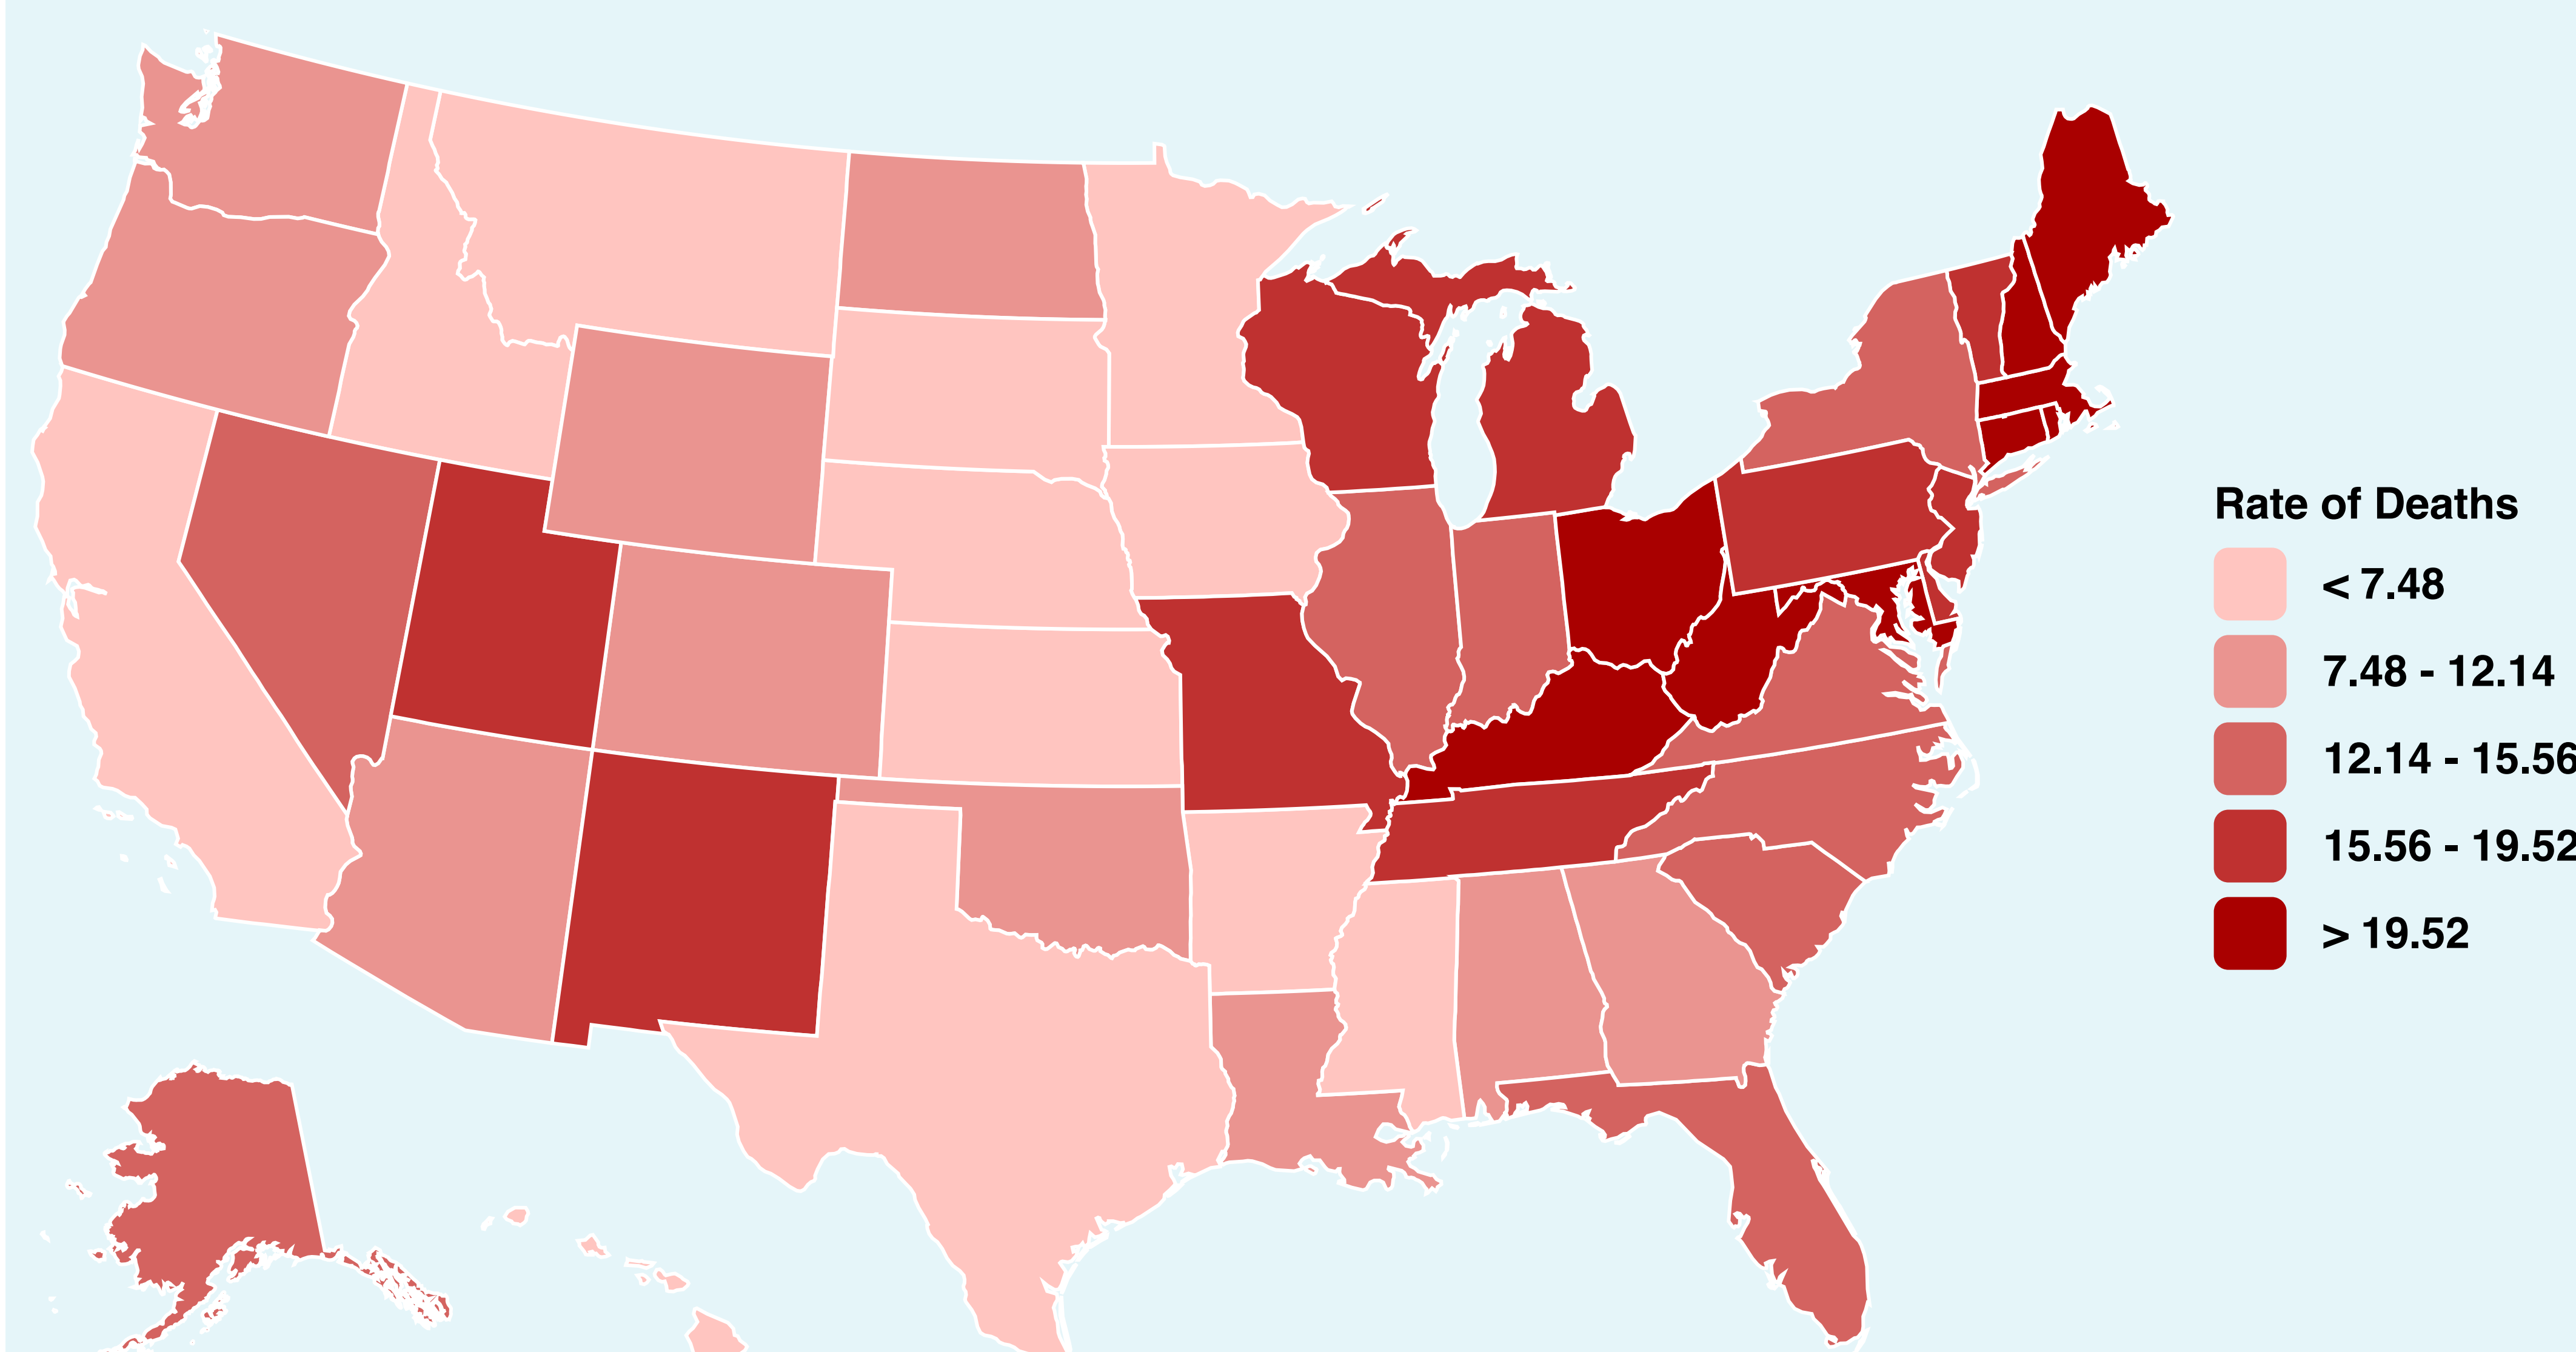 Rate of Deaths
< 7.48
7.48 - 12.14
12.14 - 15.56
15.56 - 19.52
> 19.52